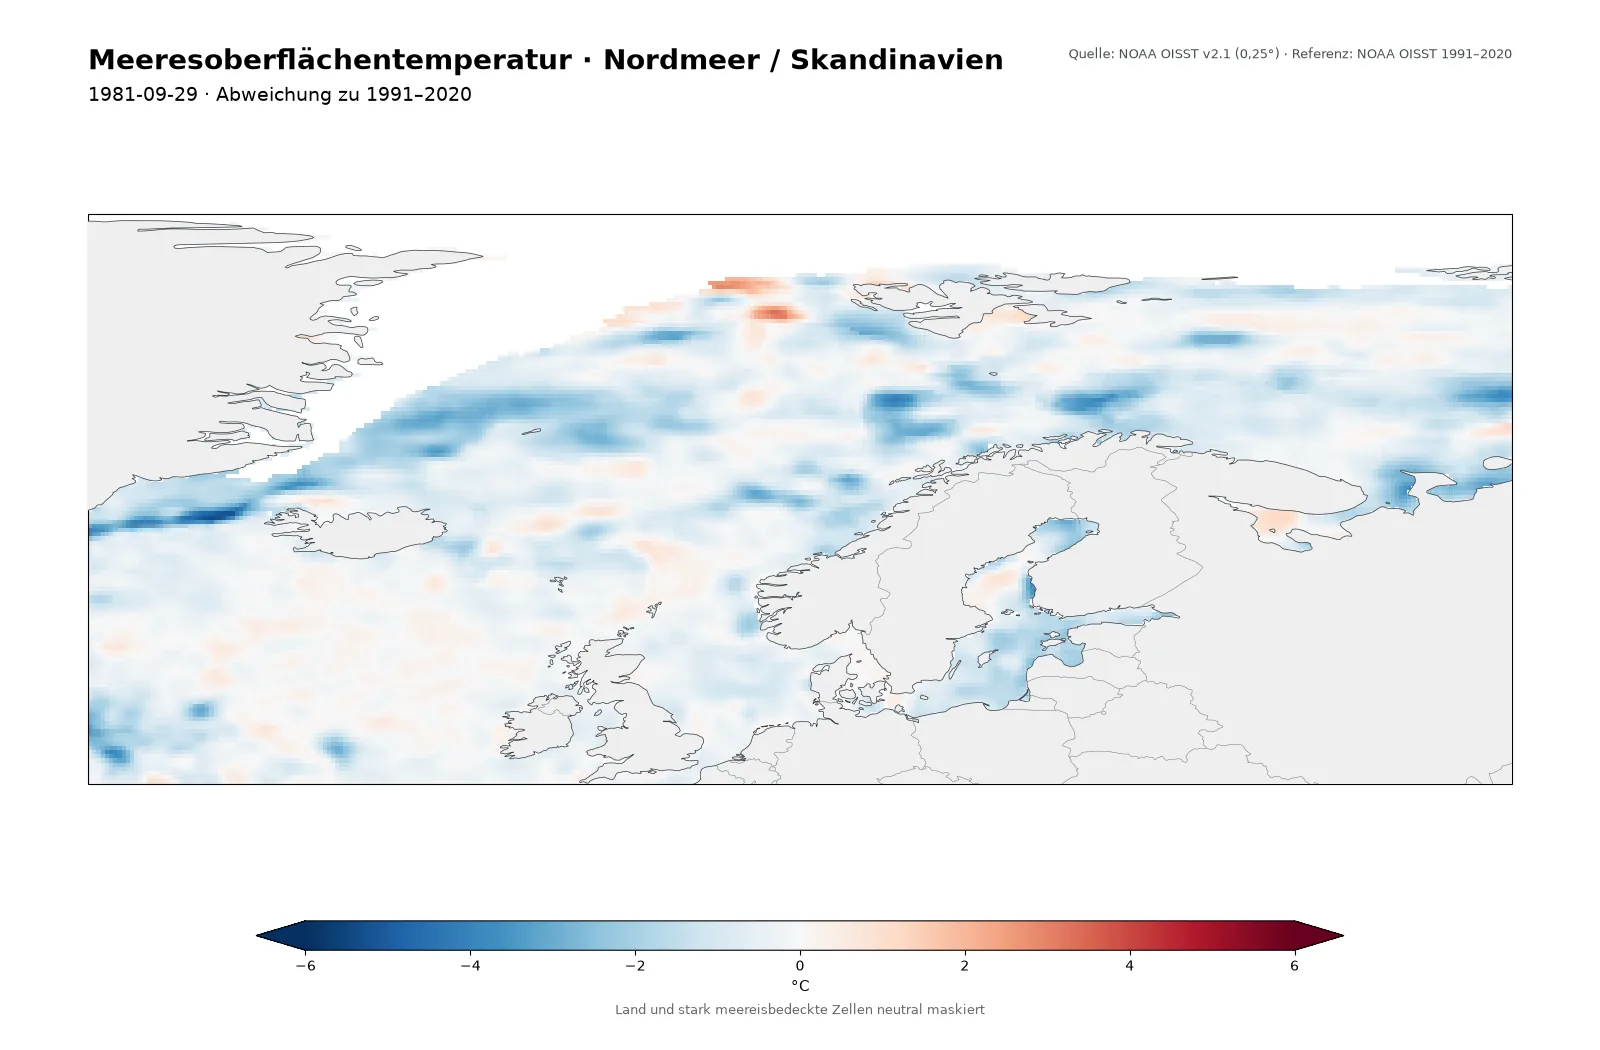 Meeresoberflächentemperatur · Nordmeer / Skandinavien
Quelle: NOAA OISST v2.1 (0,25°) · Referenz: NOAA OISST 1991–2020
1981-09-29 · Abweichung zu 1991–2020
−6 −4 −2 0 2 4 6
°C
Land und stark meereisbedeckte Zellen neutral maskiert